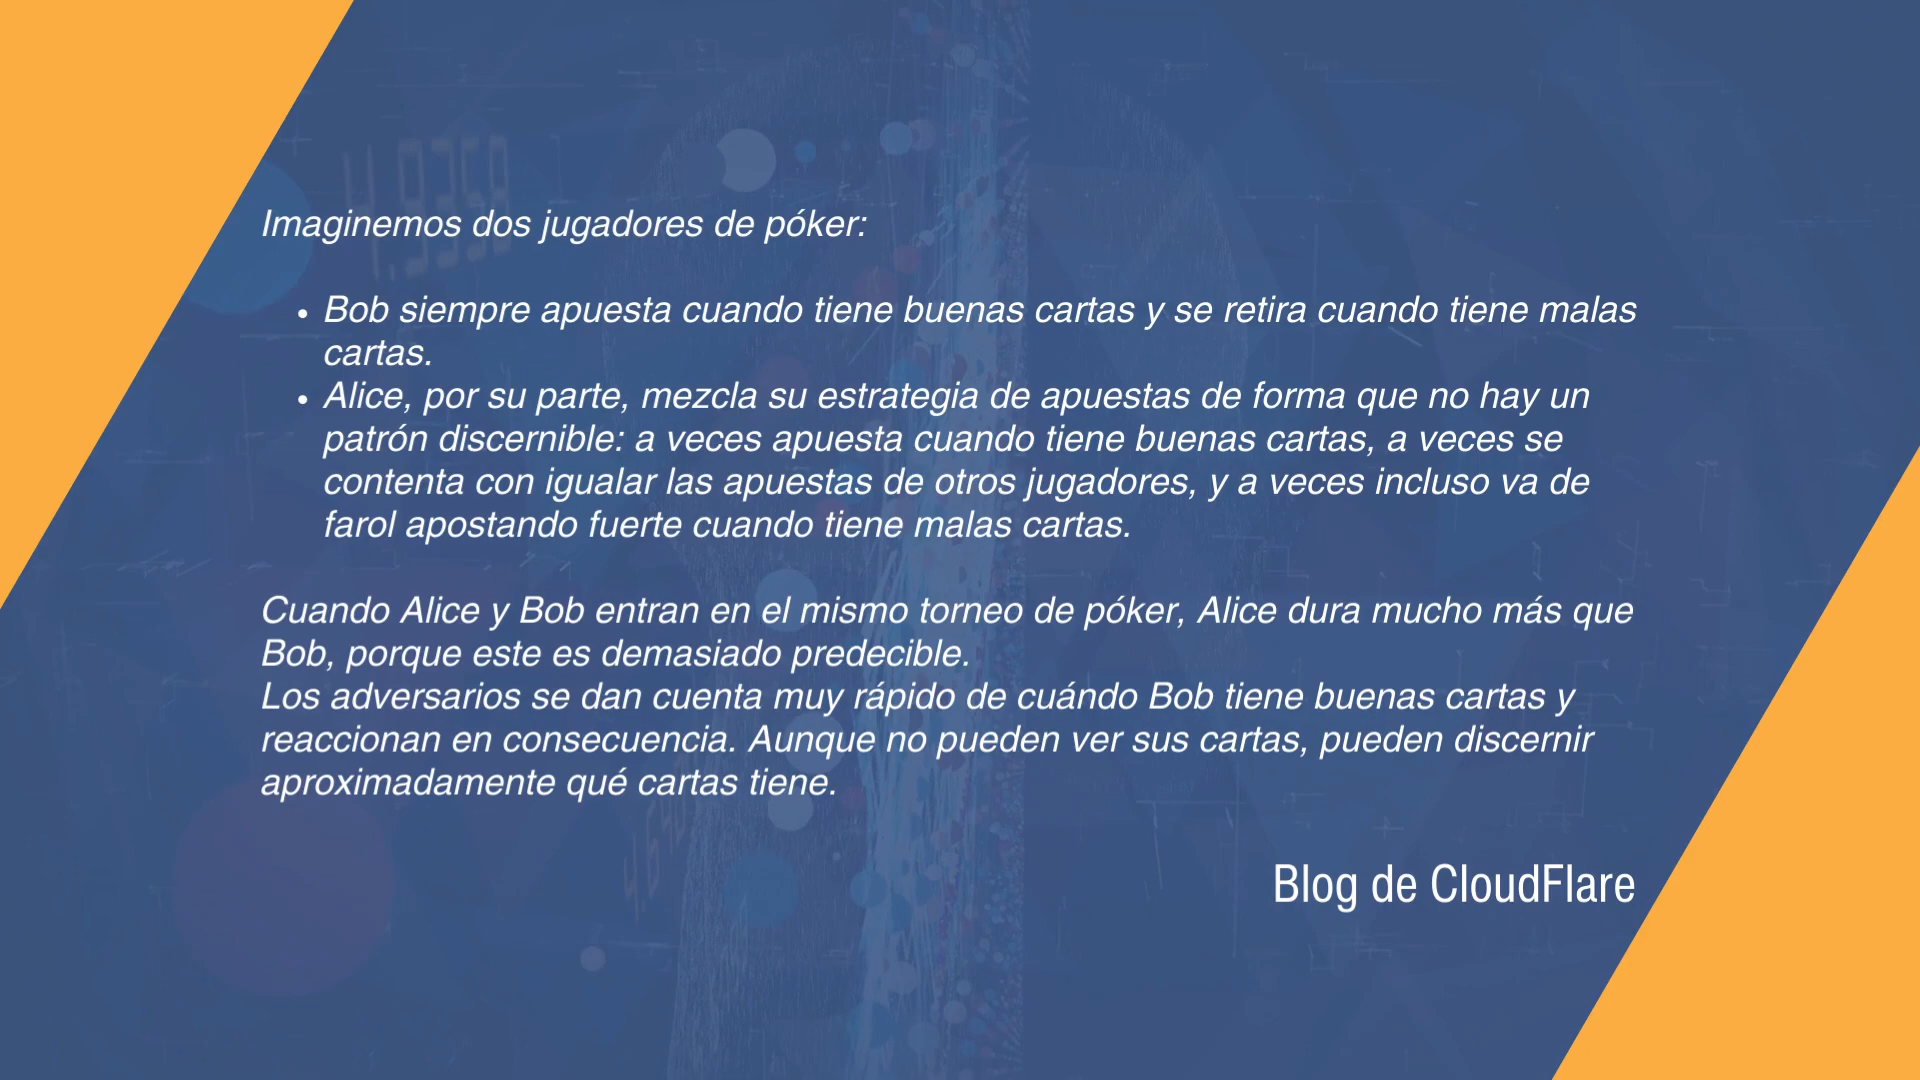 Imaginemos dos jugadores de póker:
• Bob siempre apuesta cuando tiene buenas cartas y se retira cuando tiene malas
cartas.
• Alice, por su parte, mezcla su estrategia de apuestas de forma que no hay un
patrón discernible: a veces apuesta cuando tiene buenas cartas, a veces se
contenta con igualar las apuestas de otros jugadores, y a veces incluso va de
farol apostando fuerte cuando tiene malas cartas.
Cuando Alice y Bob entran en el mismo torneo de póker, Alice dura mucho más que
Bob, porque este es demasiado predecible.
Los adversarios se dan cuenta muy rápido de cuándo Bob tiene buenas cartas y
reaccionan en consecuencia. Aunque no pueden ver sus cartas, pueden discernir
aproximadamente qué cartas tiene.
Blog de CloudFlare